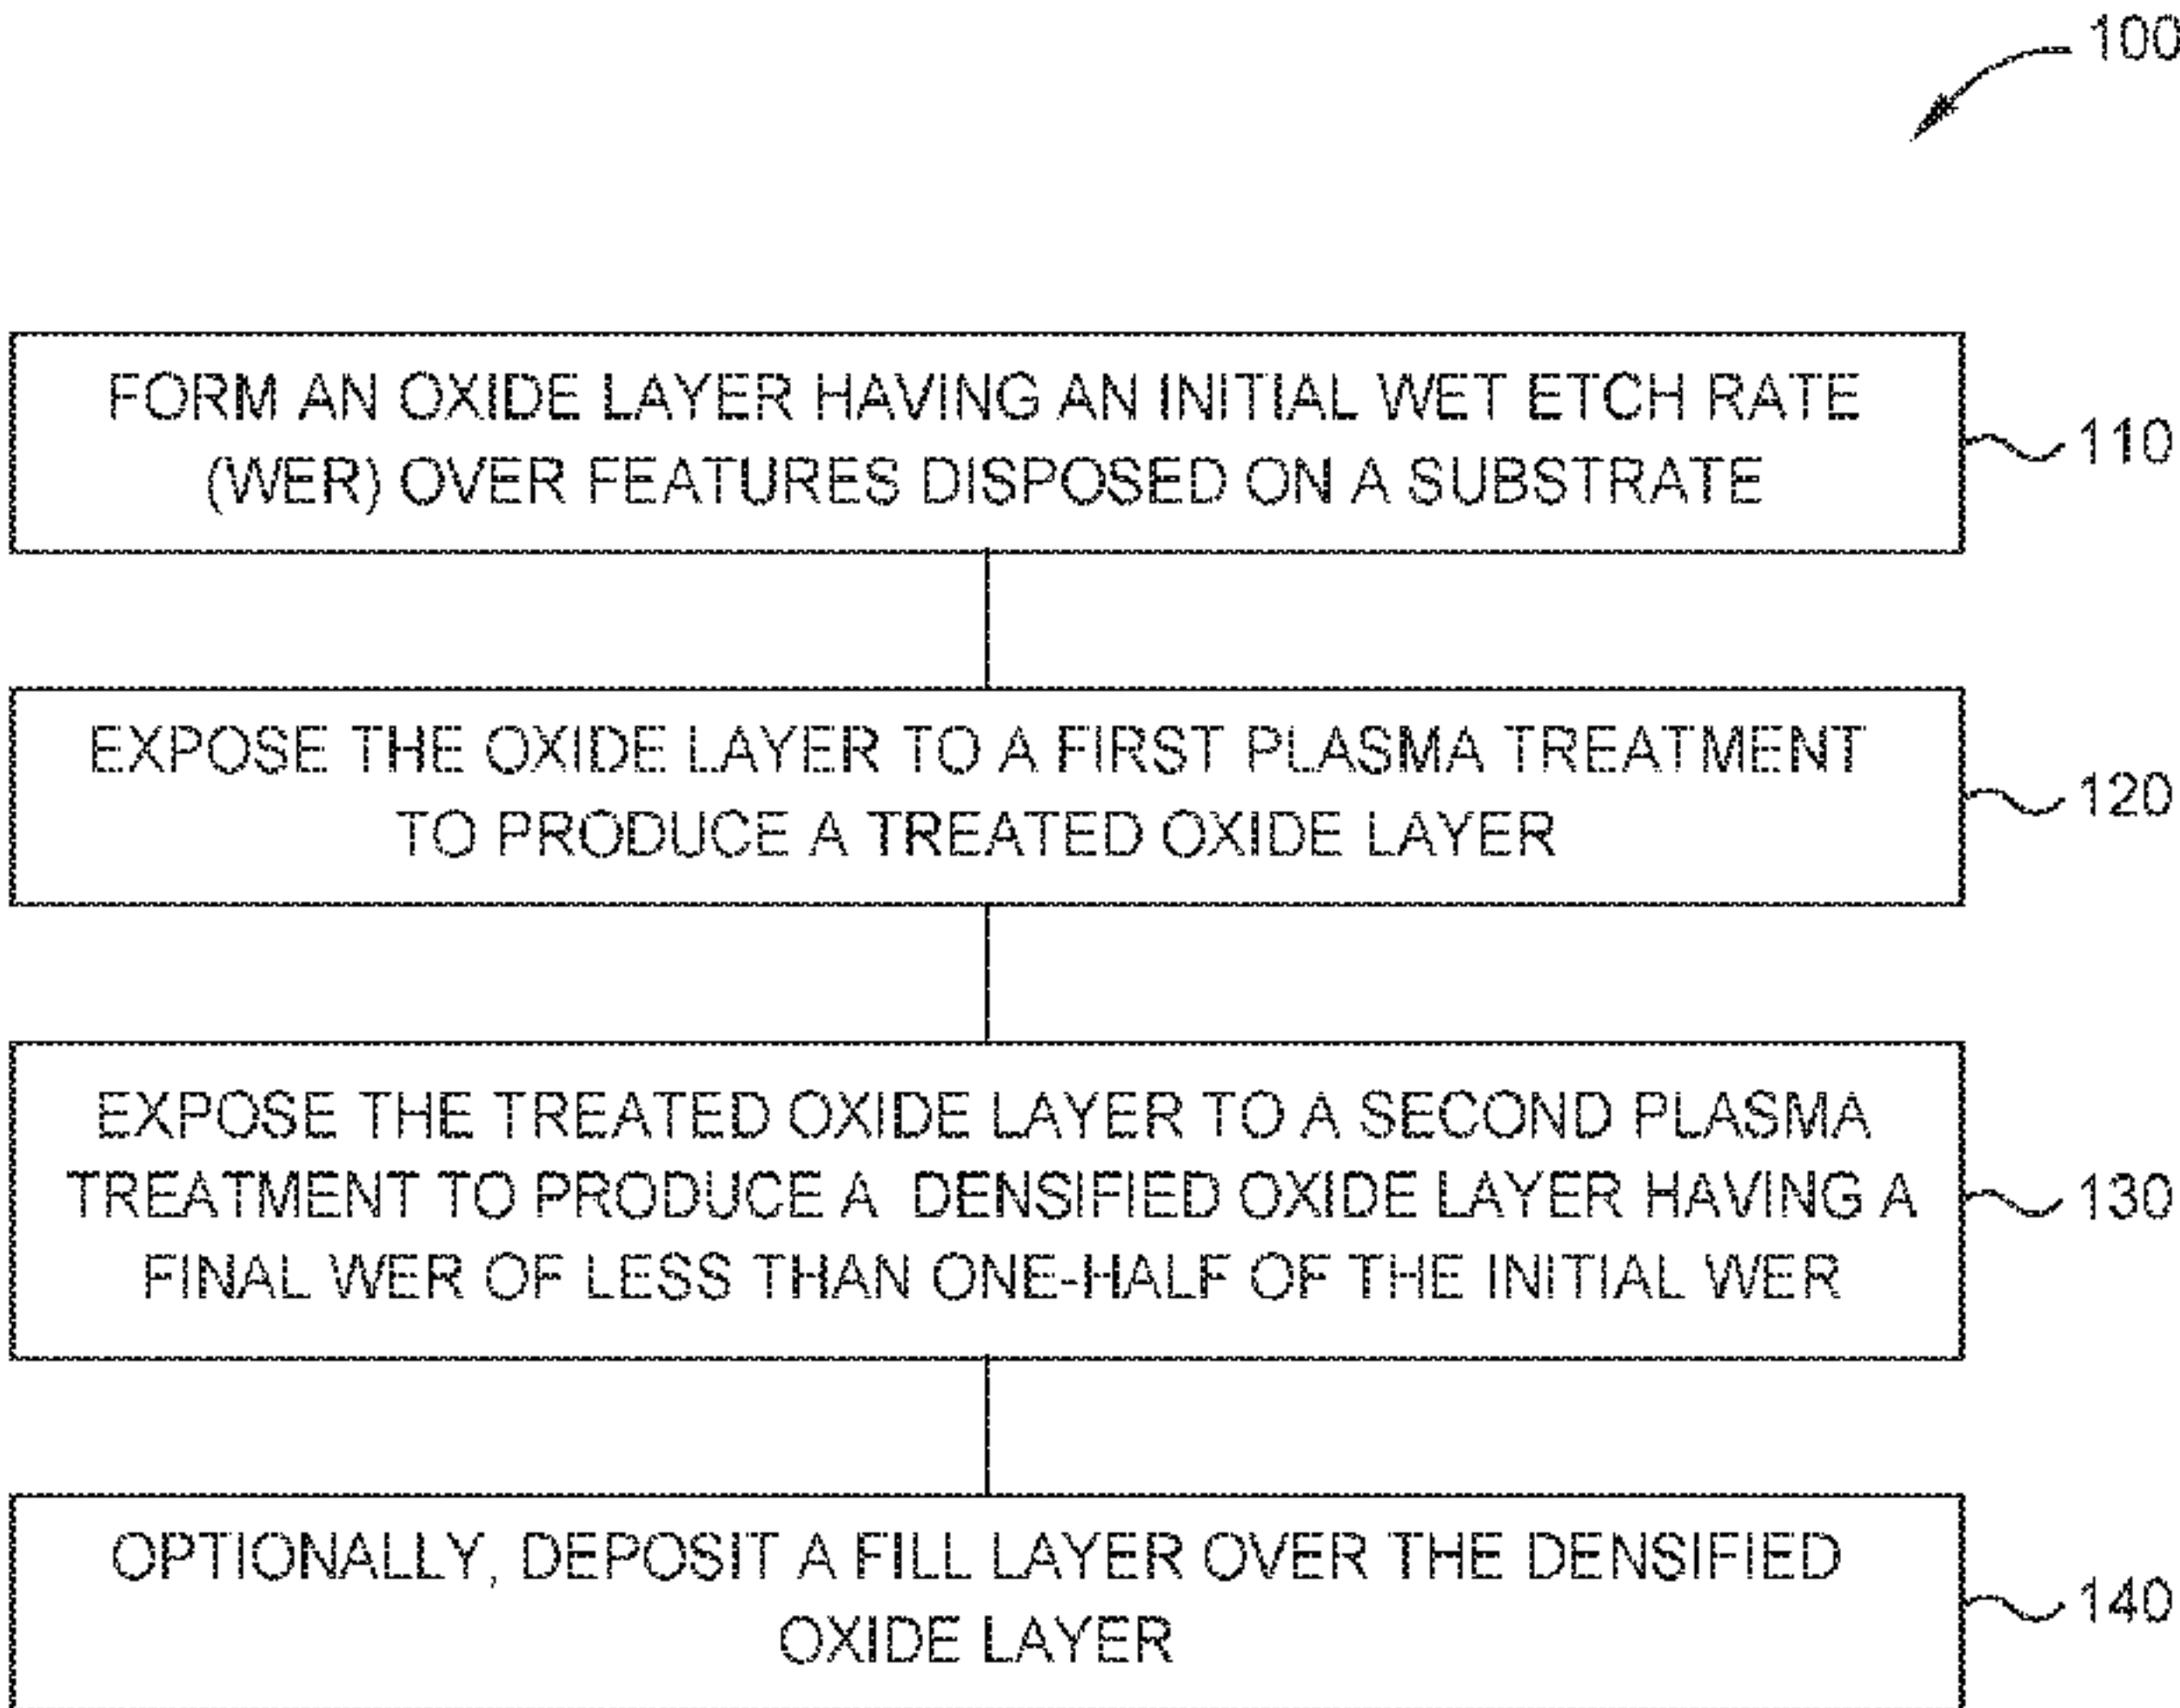 100
FORM AN OXIDE LAYER HAVING AN INITIAL WET ETCH RATE
(WER) OVER FEATURES DISPOSED ON A SUBSTRATE
110
EXPOSE THE OXIDE LAYER TO A FIRST PLASMA TREATMENT
TO PRODUCE A TREATED OXIDE LAYER
120
EXPOSE THE TREATED OXIDE LAYER TO A SECOND PLASMA
TREATMENT TO PRODUCE A DENSIFIED OXIDE LAYER HAVING A
FINAL WER OF LESS THAN ONE-HALF OF THE INITIAL WER
130
OPTIONALLY, DEPOSIT A FILL LAYER OVER THE DENSIFIED
OXIDE LAYER
140